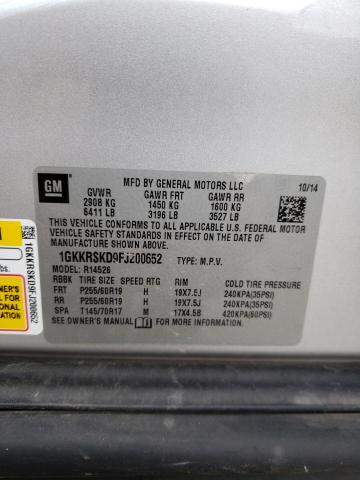 GM
MFD BY GENERAL MOTORS LLC
10/14
GVWR GAWR FRT GAWR RR
2908 KG 1450 KG 1600 KG
6411 LB 3196 LB 3527 LB
THIS VEHICLE CONFORMS TO ALL APPLICABLE U.S. FEDERAL MOTOR
VEHICLE SAFETY STANDARDS IN EFFECT ON THE DATE OF
MANUFACTURE SHOWN ABOVE.
1GKKRSKD9FJ200652 TYPE: M.P.V.
MODEL: R14526
RBBK TIRE SIZE SPEED RTG RIM COLD TIRE PRESSURE
FRT P255/60R19 H 19X7.5J 240KPA(35PSI)
RR P255/60R19 H 19X7.5J 240KPA(35PSI)
SPA T145/70R17 M 17X4.5B 420KPA(60PSI)
1GKKRSKD9FJ200652
lbs.
OWNER'S
FOR
ADDITIONAL